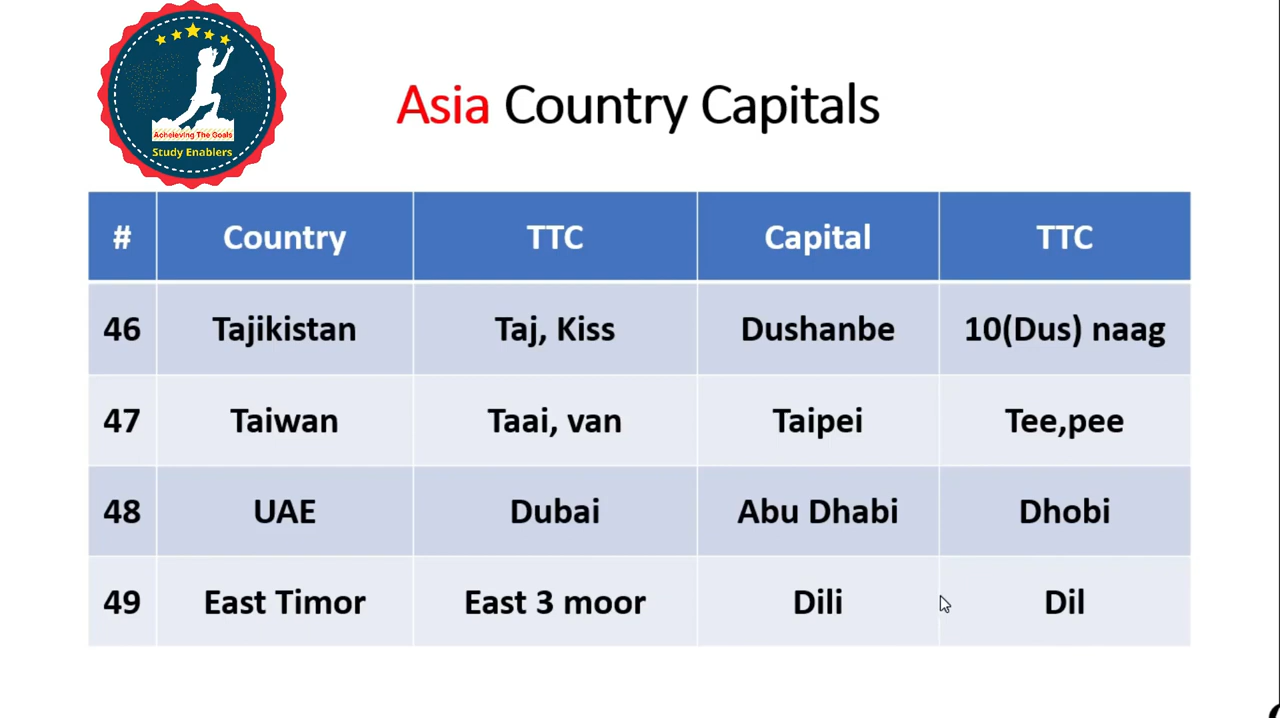 Acheleving The Goals
Study Enablers
Asia Country Capitals
# Country TTC Capital TTC
46 Tajikistan Taj, Kiss Dushanbe 10(Dus) naag
47 Taiwan Taai, van Taipei Tee,pee
48 UAE Dubai Abu Dhabi Dhobi
49 East Timor East 3 moor Dili Dil